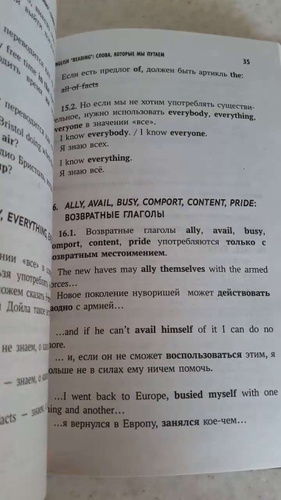 "READING": СЛОВА, КОТОРЫЕ МЫ ПУТАЕМ 35
Если есть предлог of, должен быть артикль the:
all of facts
15.2. Но если мы не хотим употреблять существи-
тельное, нужно использовать everybody, everything,
everyone в значении «все».
I know everybody. / I know everyone.
Я знаю всех.
I know everything.
Я знаю всё.
6. ALLY, AVAIL, BUSY, COMPORT, CONTENT, PRIDE:
ВОЗВРАТНЫЕ ГЛАГОЛЫ
16.1. Возвратные глаголы ally, avail, busy,
comport, content, pride употребляются только с
возвратным местоимением.
The new haves may ally themselves with the armed
forces...
Новое поколение нуворишей может действовать
заодно с армией...
...and if he can't avail himself of it I can do no
more.
... и, если он не сможет воспользоваться этим, я
больше не в силах ему ничем помочь.
...I went back to Europe, busied myself with one
thing and another...
...я вернулся в Европу, занялся кое-чем...